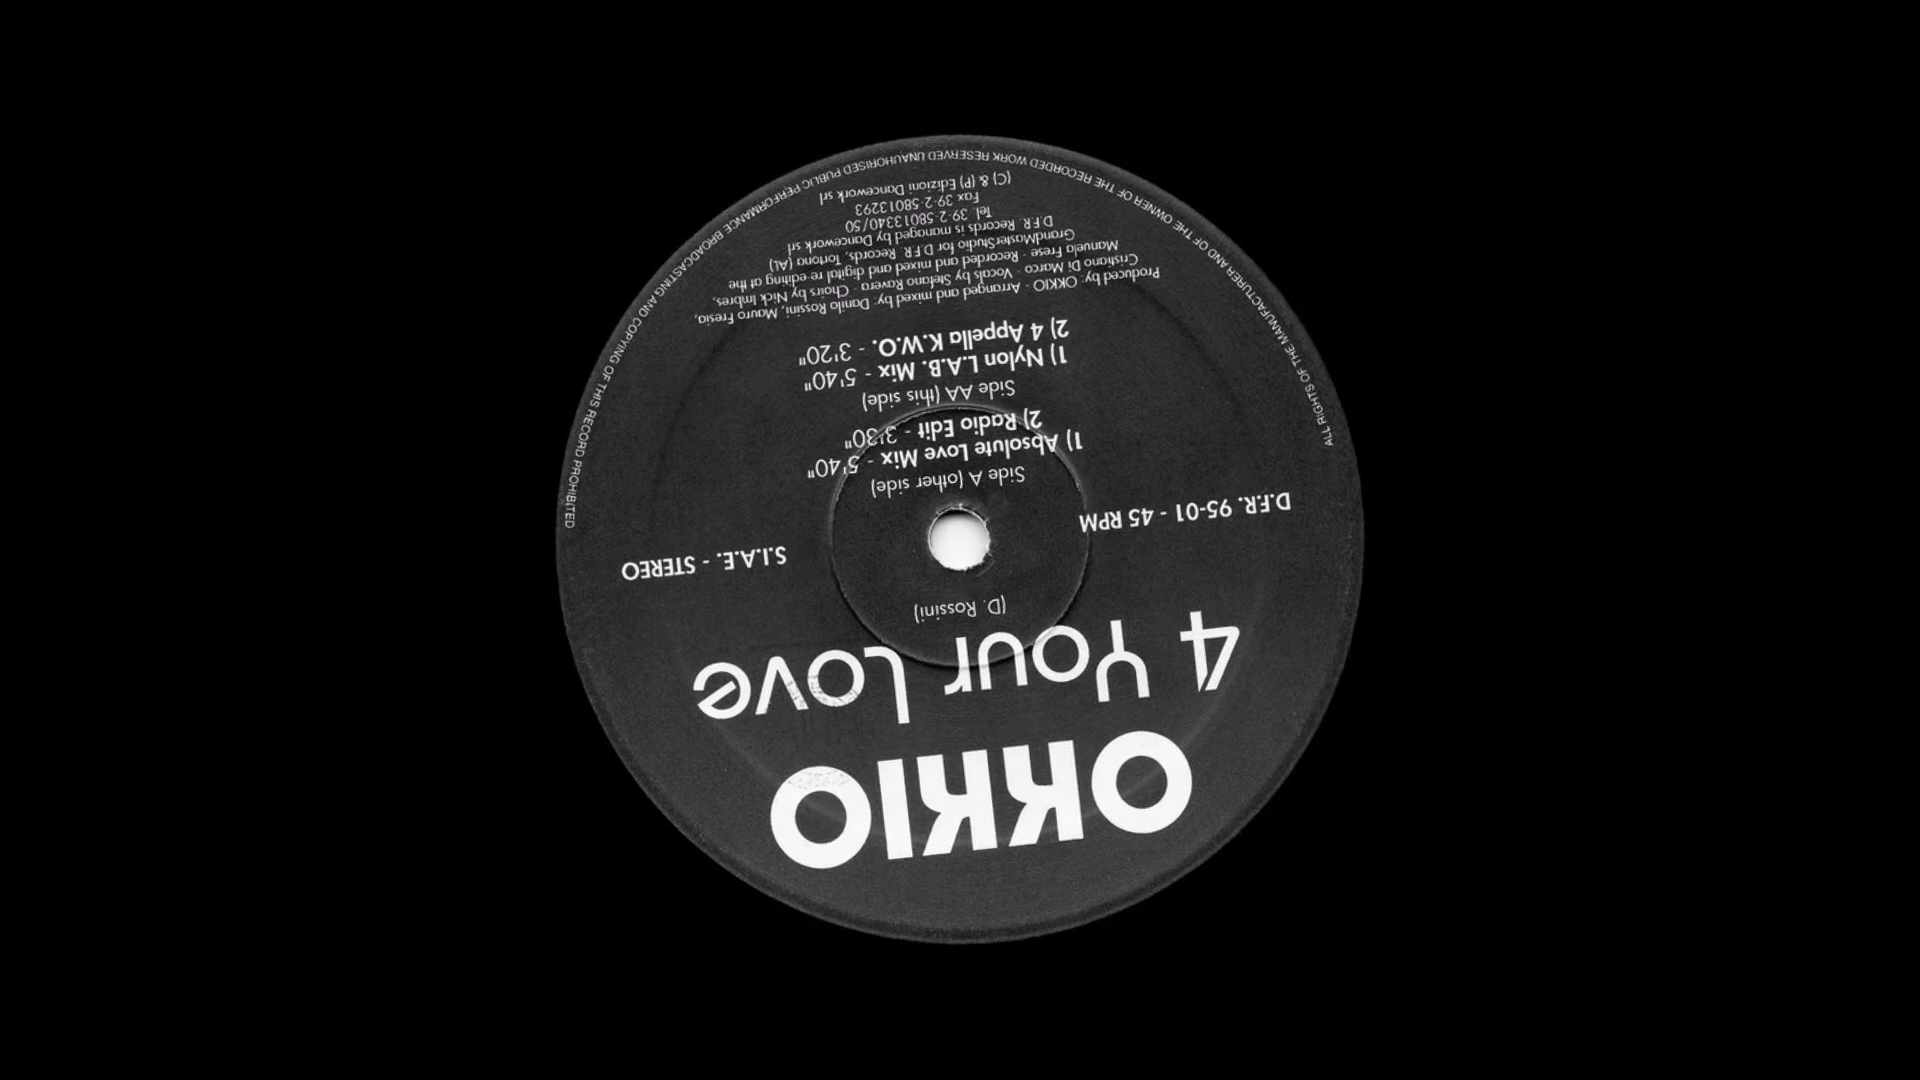 OKKIO
4 Your Love
(D. Rossini)
D.F.R. 95-01 - 45 RPM
S.I.A.E. - STEREO
Side A (other side)
1) Absolute Love Mix - 5'40"
2) Radio Edit - 3'30"
Side AA (this side)
1) Nylon L.A.B. Mix - 5'40"
2) 4 Appella K.W.O. - 3'20"
Produced by: OKKIO - Arranged and mixed by: Danilo Rossini, Mauro Fresia,
Cristiano Di Marco - Vocals by Stefano Ravera - Choirs by Nick Imbres,
Manuela Frese - Recorded and mixed and digital re-editing at the
GrandMasterStudio for D.F.R. Records, Tortona (AL)
D.F.R. Records is managed by Dancework srl
Tel. 39-2-58013340/50
Fax 39-2-58013293
(C) & (P) Edizioni Dancework srl
ALL RIGHTS OF THE MANUFACTURER AND OF THE OWNER OF THE RECORDED WORK RESERVED UNAUHORISED PUBLIC PERFORMANCE BROADCASTING AND COPYING OF THIS RECORD PROHIBITED